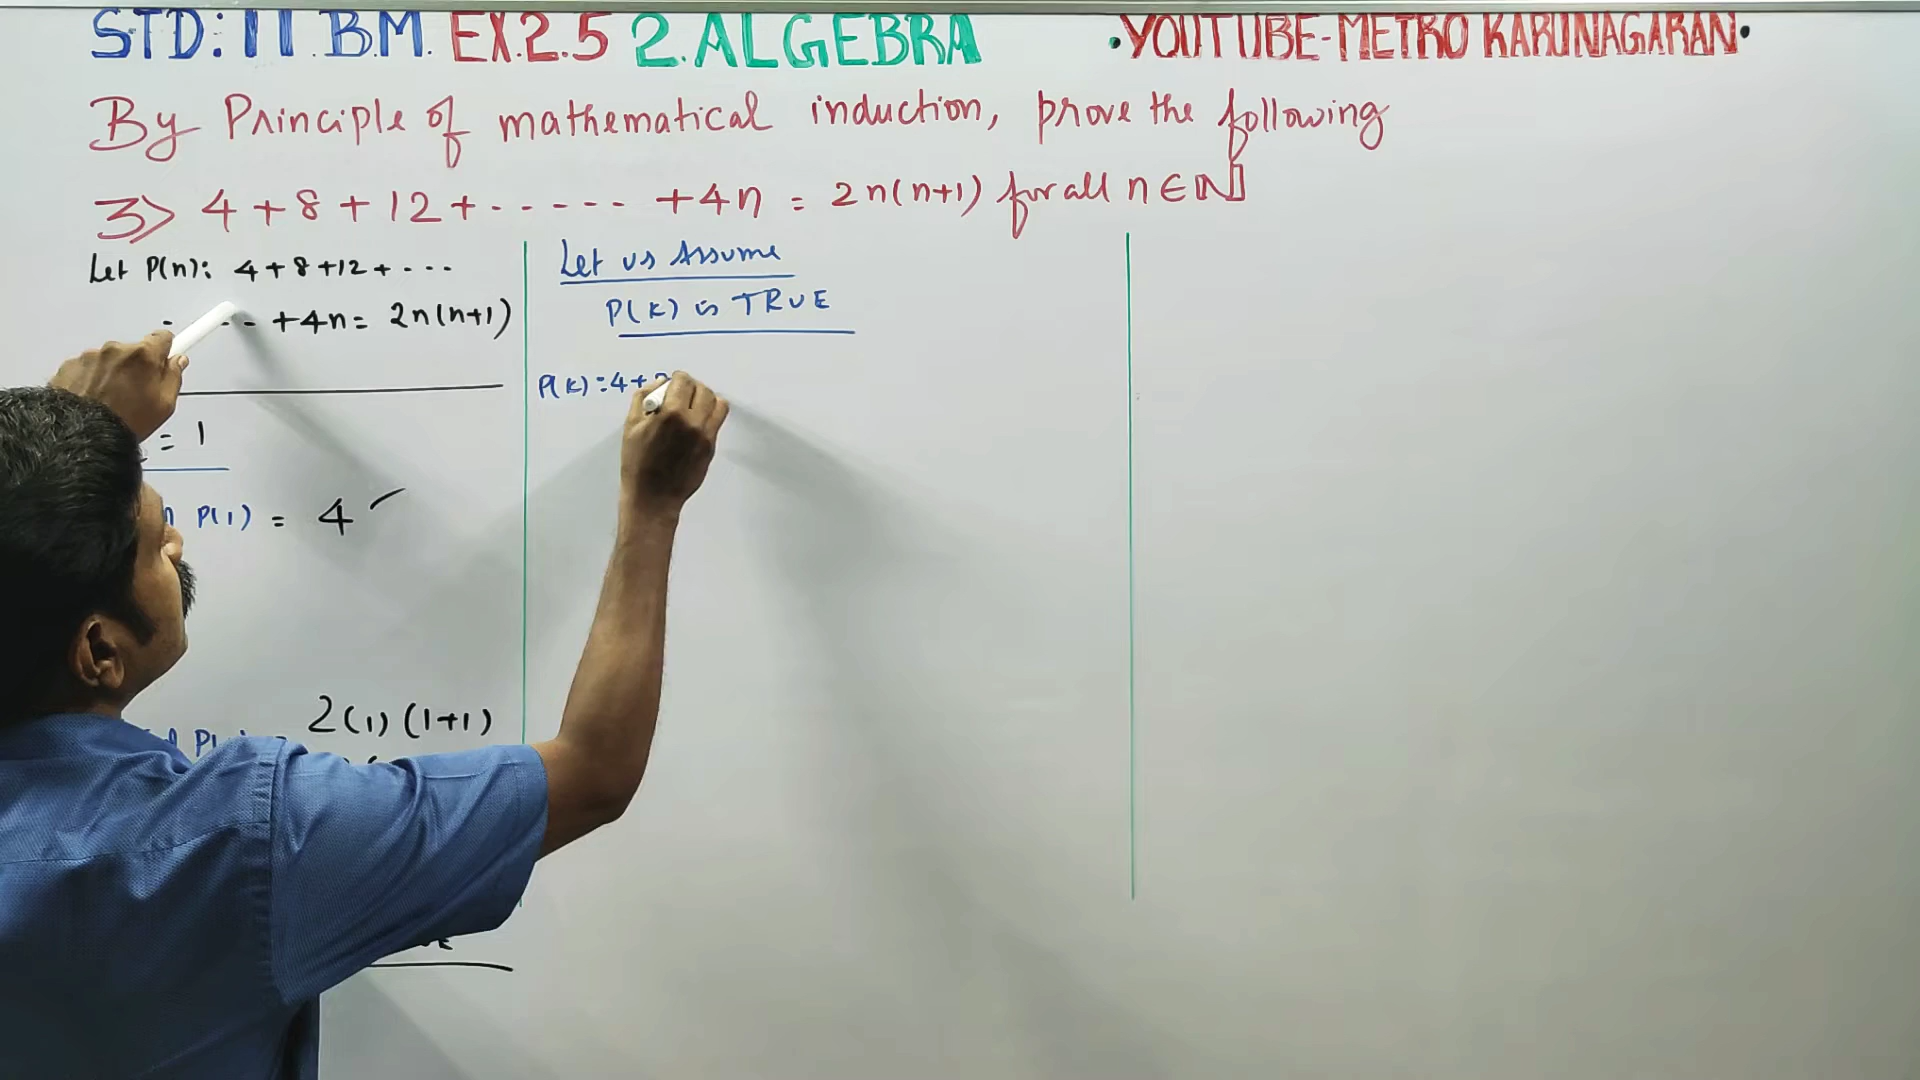 STD: 11 .B.M. EX.2.5 2.ALGEBRA
•YOUTUBE-METRO KARUNAGARAN•
By Principle of mathematical induction, prove the following
3> 4 + 8 + 12 + ------ + 4n = 2n(n+1) for all n ∈ ℕ
Let P(n): 4 + 8 + 12 + ...
+4n = 2n(n+1)
= 1
P(1) = 4
2(1)(1+1)
Let us Assume
P(k) is TRUE
P(k) : 4 +